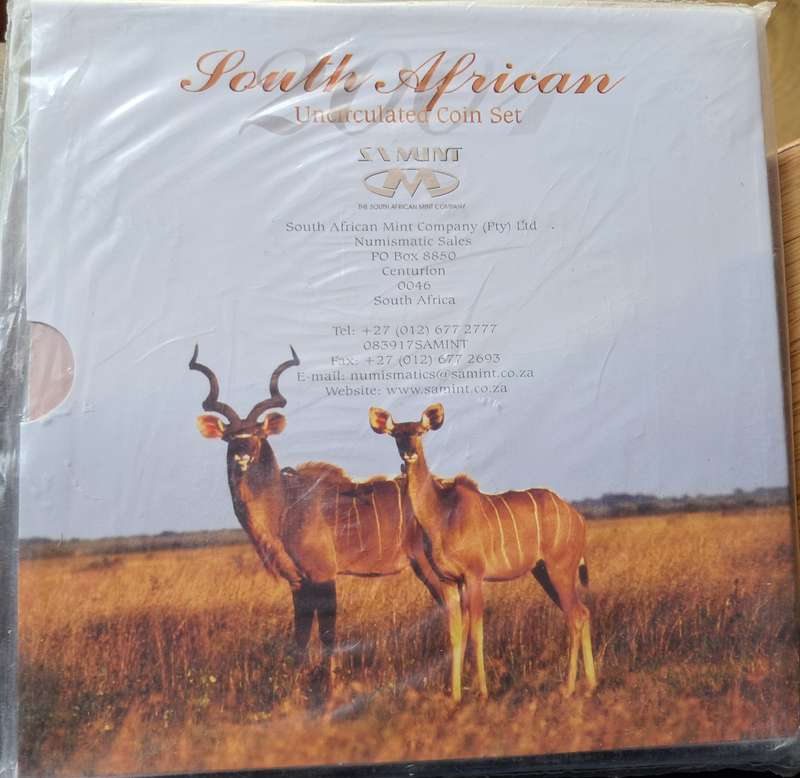 South African
2001
Uncirculated Coin Set
SA MINT
THE SOUTH AFRICAN MINT COMPANY
South African Mint Company (Pty) Ltd
Numismatic Sales
PO Box 8850
Centurion
0046
South Africa
Tel: +27 (012) 677 2777
083917SAMINT
Fax: +27 (012) 677 2693
E-mail: numismatics@samint.co.za
Website: www.samint.co.za